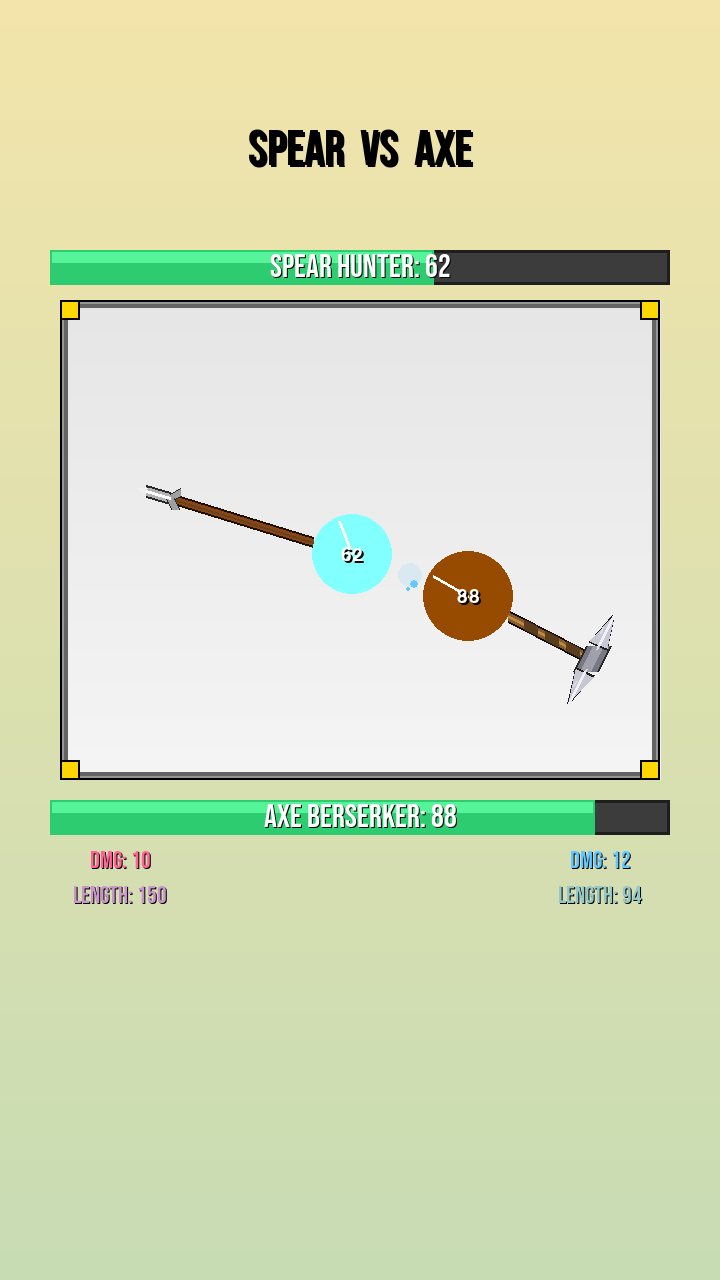 SPEAR VS AXE
SPEAR HUNTER: 62
62
88
AXE BERSERKER: 88
DMG: 10
DMG: 12
LENGTH: 150
LENGTH: 94